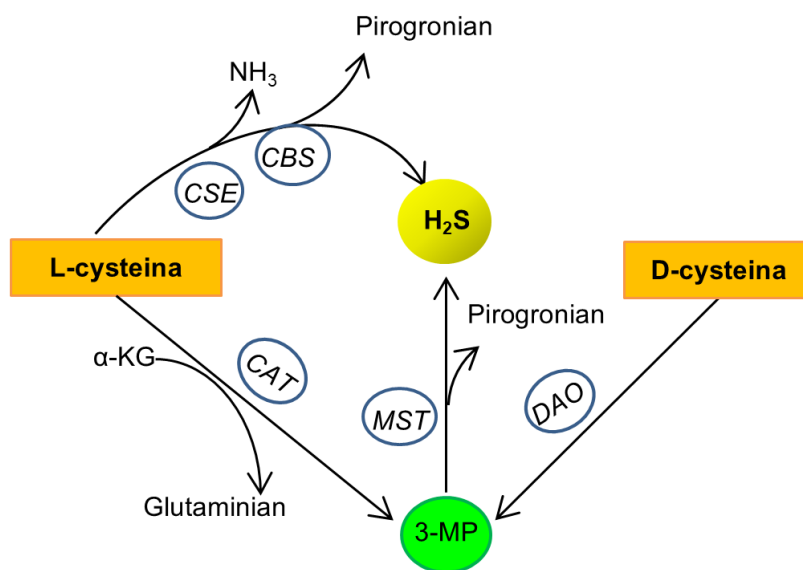 Pirogronian
NH₃
CBS
CSE
H₂S
L-cysteina
D-cysteina
Pirogronian
α-KG
CAT
MST
DAO
Glutaminian
3-MP